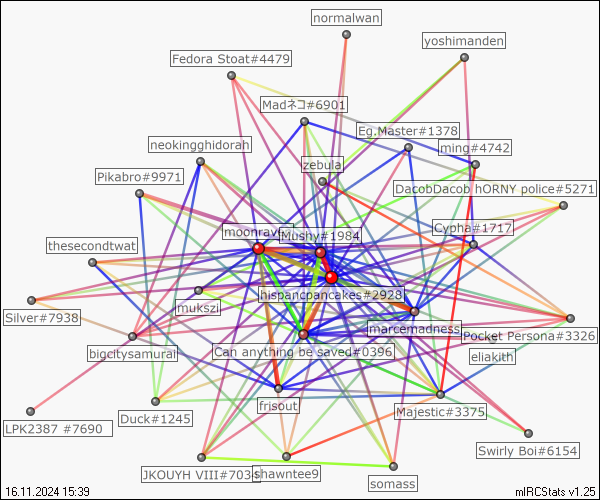 normalwan
yoshimanden
Fedora Stoat#4479
Madネコ#6901
Eg.Master#1378
neokingghidorah
ming#4742
zebula
Pikabro#9971
DacobDacob hORNY police#5271
moonrav
Mushy#1984
Cypha#1717
thesecondtwat
hispanicpancakes#2928
mukszi
Silver#7938
marcemadness
Pocket Persona#3326
bigcitysamurai
Can anything be saved#0396
eliakith
frisout
Majestic#3375
LPK2387 #7690
Duck#1245
Swirly Boi#6154
JKOUYH VIII#703
shawntee9
somass
16.11.2024 15:39
mIRCStats v1.25